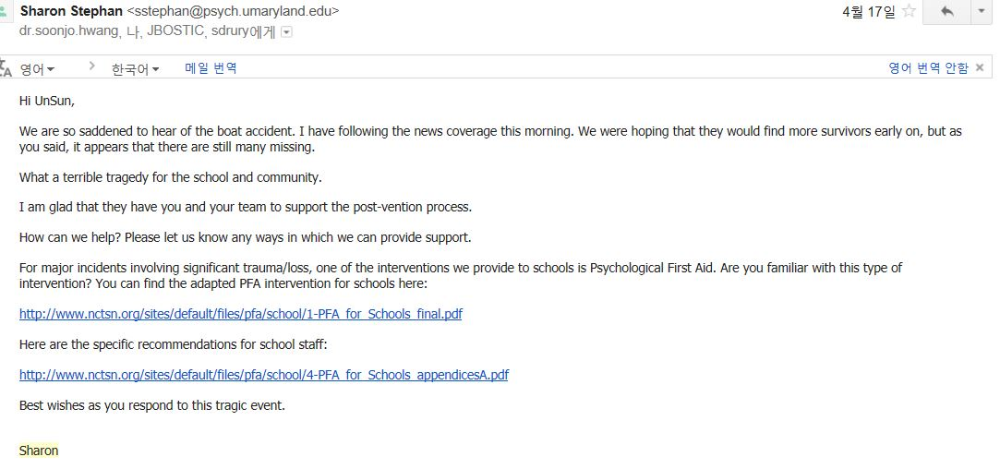 Sharon Stephan <sstephan@psych.umaryland.edu>
4월 17일
dr.soonjo.hwang, 나, JBOSTIC, sdrury에게
영어 > 한국어 메일 번역
영어 번역 안함 ×
Hi UnSun,
We are so saddened to hear of the boat accident. I have following the news coverage this morning. We were hoping that they would find more survivors early on, but as
you said, it appears that there are still many missing.
What a terrible tragedy for the school and community.
I am glad that they have you and your team to support the post-vention process.
How can we help? Please let us know any ways in which we can provide support.
For major incidents involving significant trauma/loss, one of the interventions we provide to schools is Psychological First Aid. Are you familiar with this type of
intervention? You can find the adapted PFA intervention for schools here:
http://www.nctsn.org/sites/default/files/pfa/school/1-PFA_for_Schools_final.pdf
Here are the specific recommendations for school staff:
http://www.nctsn.org/sites/default/files/pfa/school/4-PFA_for_Schools_appendicesA.pdf
Best wishes as you respond to this tragic event.
Sharon